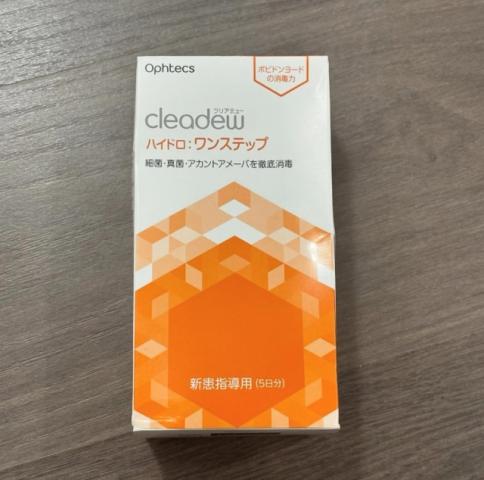 Ophtecs
ポビドンヨード
の消毒力
クリアデュー
cleadew
ハイドロ：ワンステップ
細菌・真菌・アカントアメーバを徹底消毒
新患指導用（5日分）